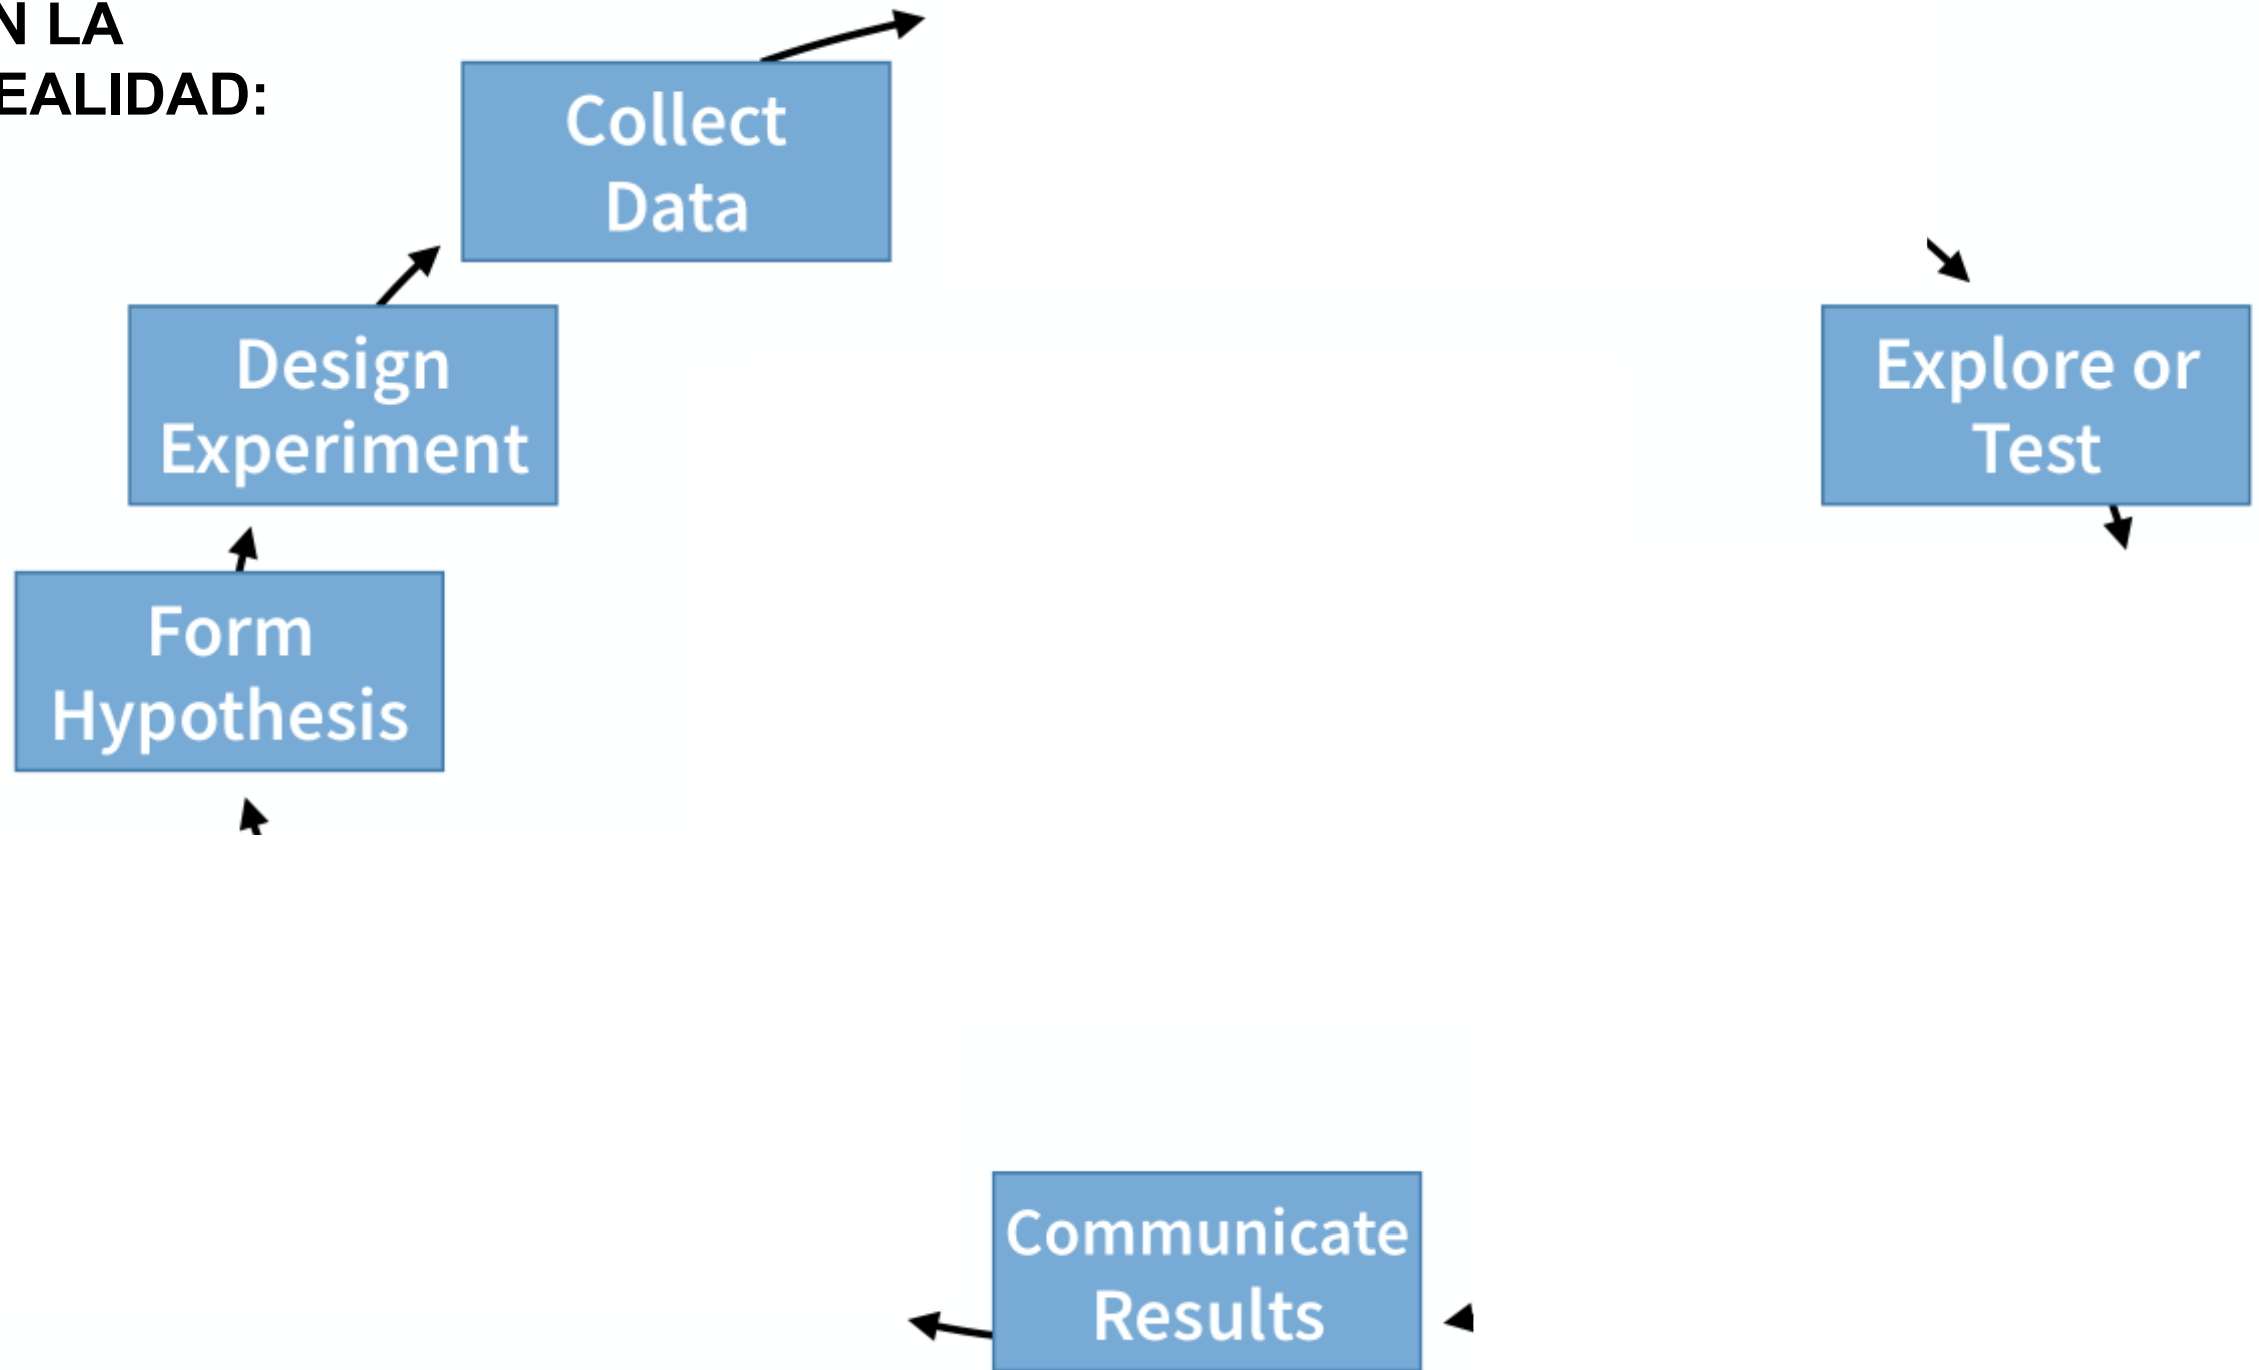 N LA
EALIDAD:
Collect
Data
Design
Experiment
Explore or
Test
Form
Hypothesis
Communicate
Results